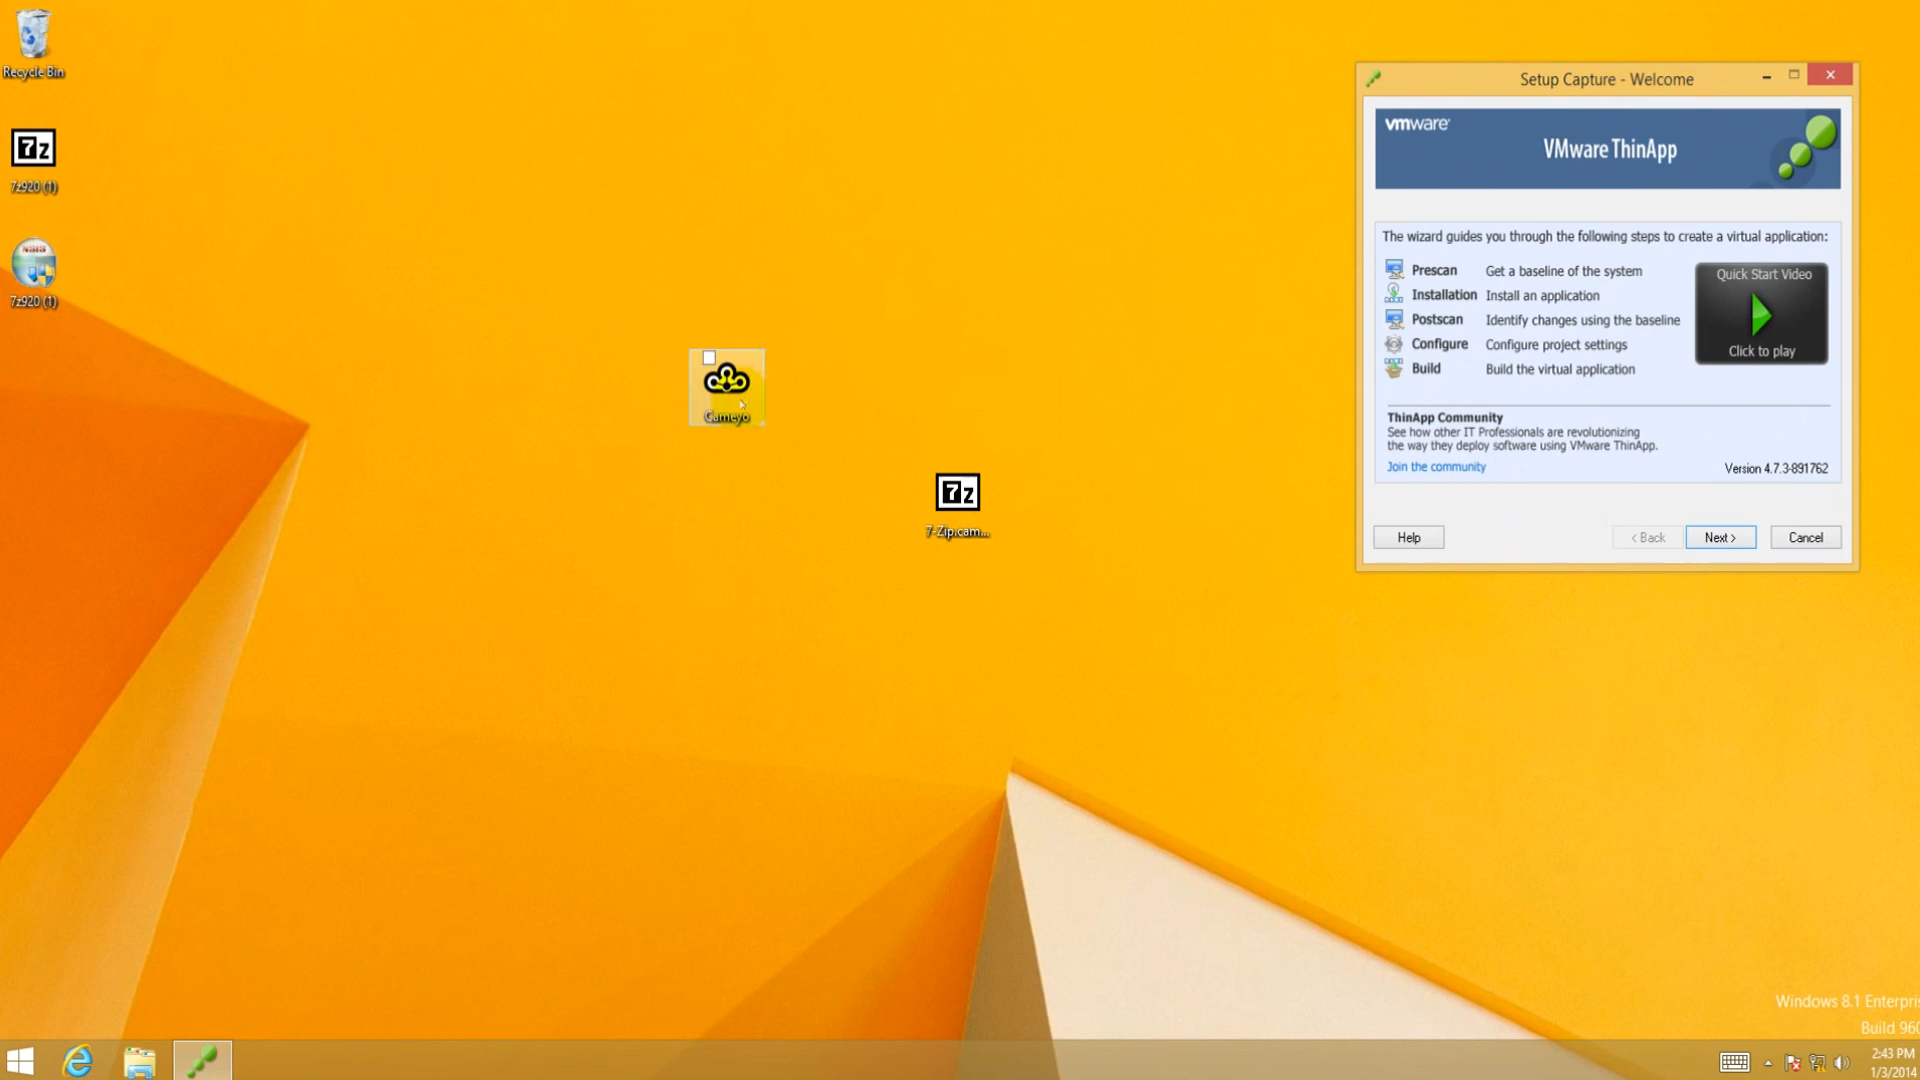 Recycle Bin
7z920 (1)
NSIS
7z920 (1)
Cameyo
7z
7-Zip.cam...
Setup Capture - Welcome
vmware
VMware ThinApp
The wizard guides you through the following steps to create a virtual application:
Prescan Get a baseline of the system
Installation Install an application
Postscan Identify changes using the baseline
Configure Configure project settings
Build Build the virtual application
Quick Start Video
Click to play
ThinApp Community
See how other IT Professionals are revolutionizing
the way they deploy software using VMware ThinApp.
Join the community
Version 4.7.3-891762
Help
< Back
Next >
Cancel
Windows 8.1 Enterpris
Build 960
2:43 PM
1/3/2014